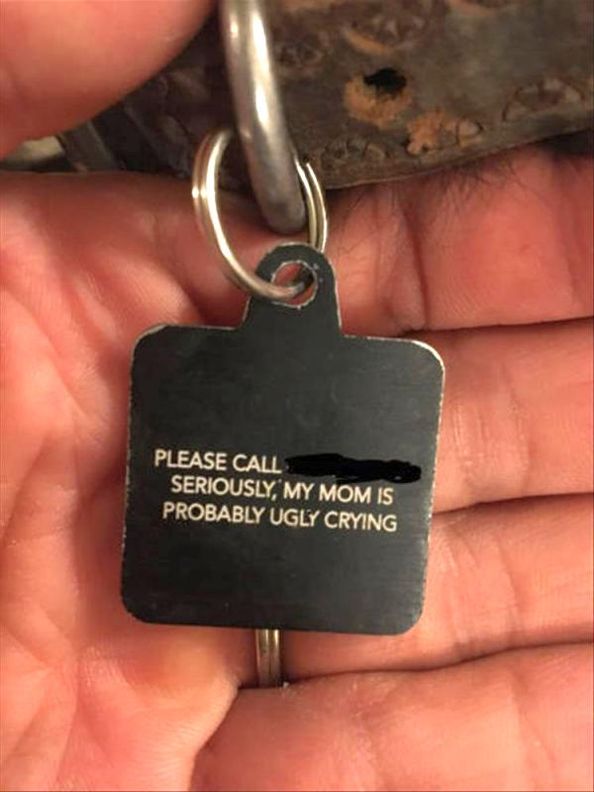 PLEASE CALL
SERIOUSLY, MY MOM IS
PROBABLY UGLY CRYING